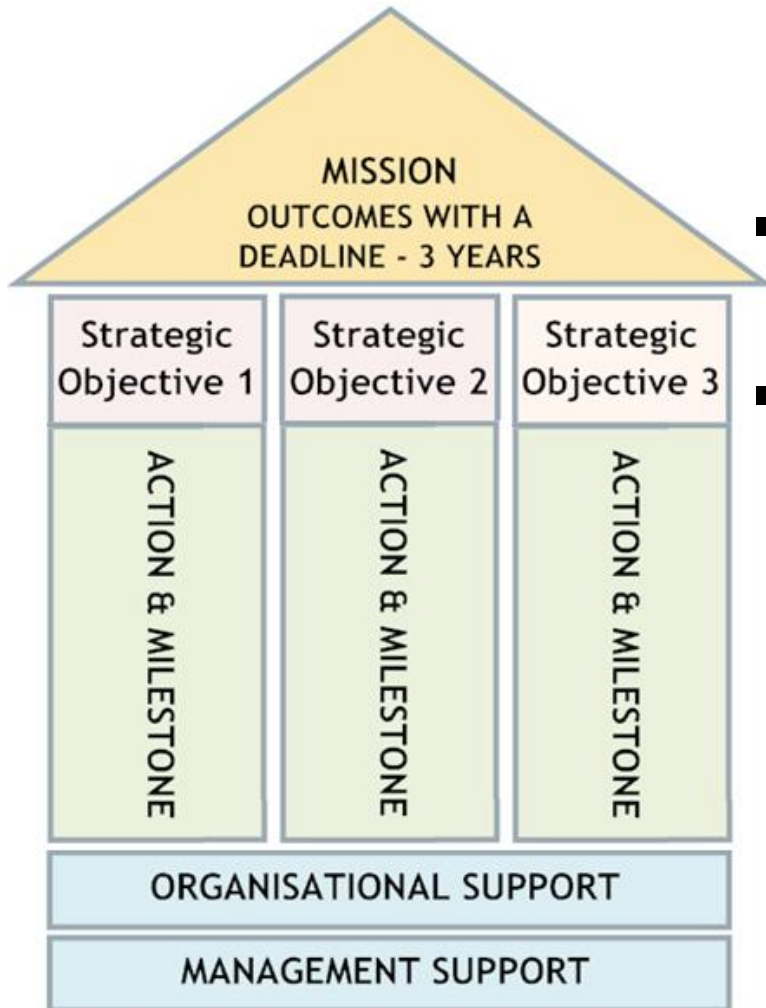 MISSION
OUTCOMES WITH A
DEADLINE - 3 YEARS
Strategic
Objective 1
Strategic
Objective 2
Strategic
Objective 3
ACTION & MILESTONE
ACTION & MILESTONE
ACTION & MILESTONE
ORGANISATIONAL SUPPORT
MANAGEMENT SUPPORT